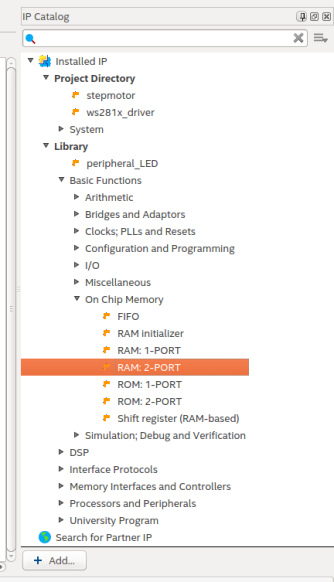 IP Catalog
Installed IP
Project Directory
stepmotor
ws281x_driver
System
Library
peripheral_LED
Basic Functions
Arithmetic
Bridges and Adaptors
Clocks; PLLs and Resets
Configuration and Programming
I/O
Miscellaneous
On Chip Memory
FIFO
RAM initializer
RAM: 1-PORT
RAM: 2-PORT
ROM: 1-PORT
ROM: 2-PORT
Shift register (RAM-based)
Simulation; Debug and Verification
DSP
Interface Protocols
Memory Interfaces and Controllers
Processors and Peripherals
University Program
Search for Partner IP
+ Add...